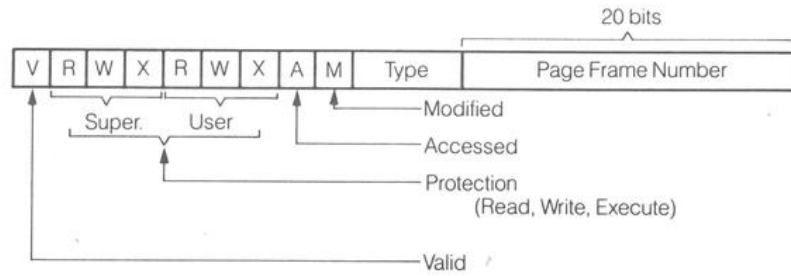 20 bits
V R W X R W X A M Type Page Frame Number
Super. User
Modified
Accessed
Protection
(Read, Write, Execute)
Valid